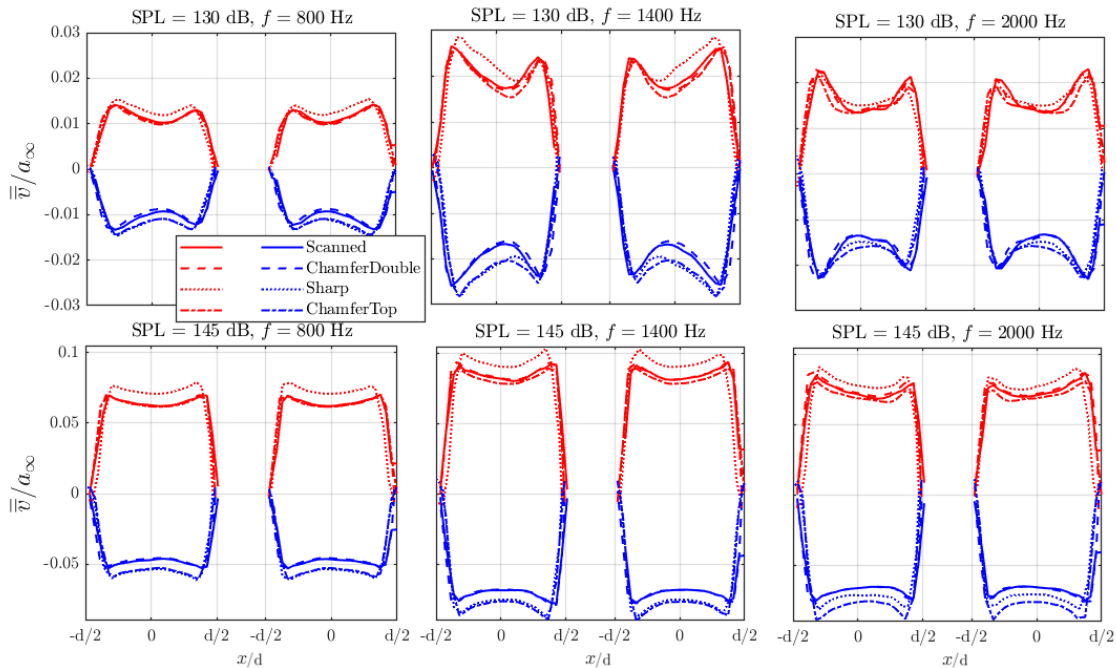 SPL = 130 dB, f = 800 Hz
SPL = 130 dB, f = 1400 Hz
SPL = 130 dB, f = 2000 Hz
0.03
0.02
0.01
0
-0.01
-0.02
-0.03
v̿/a∞
Scanned
ChamferDouble
Sharp
ChamferTop
SPL = 145 dB, f = 800 Hz
SPL = 145 dB, f = 1400 Hz
SPL = 145 dB, f = 2000 Hz
0.1
0.05
0
-0.05
v̿/a∞
-d/2 0 d/2 -d/2 0 d/2
-d/2 0 d/2 -d/2 0 d/2
-d/2 0 d/2 -d/2 0 d/2
x/d
x/d
x/d